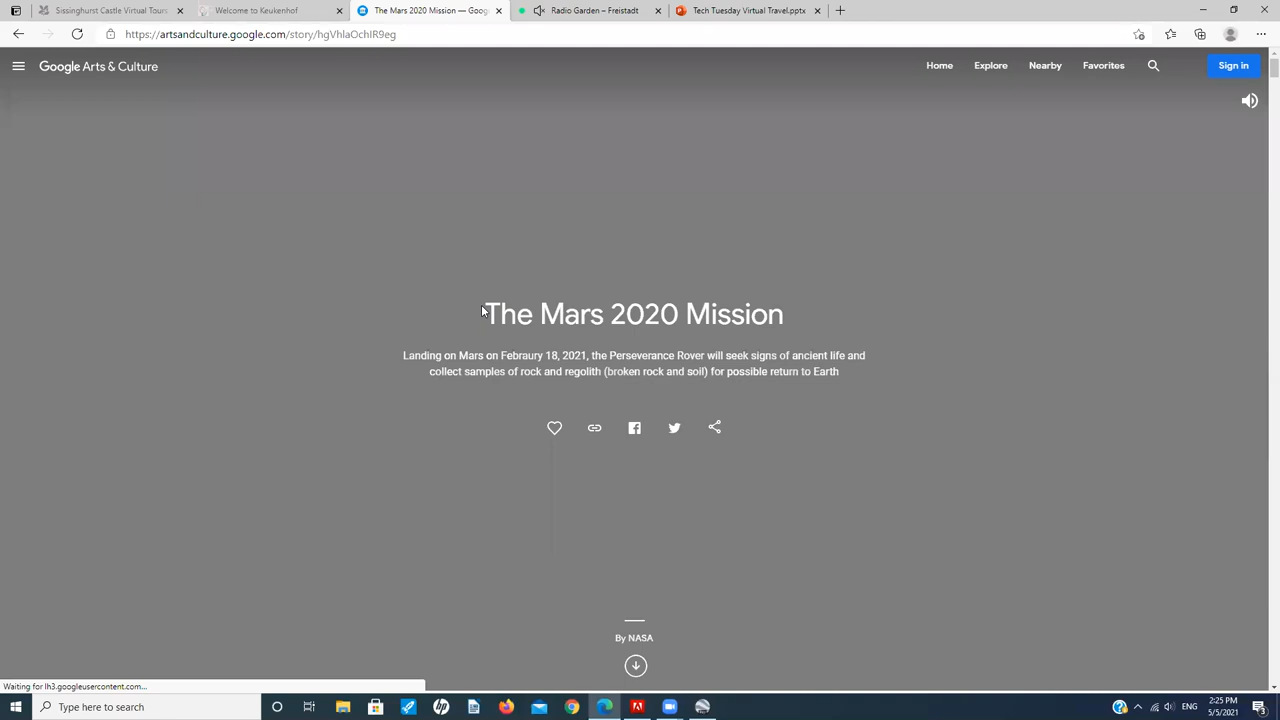 Sissinghurst Castle Virtual Tours
Welcome to Keukenhof
The Mars 2020 Mission — Goog
Radio Garden – Freistadt
Tech Tuesday Virtual Travel.pptx
https://artsandculture.google.com/story/
Google Arts & Culture
Home
Explore
Nearby
Favorites
Sign in
The Mars 2020 Mission
Landing on Mars on Febraury 18, 2021, the Perseverance Rover will seek signs of ancient life and
collect samples of rock and regolith (broken rock and soil) for possible return to Earth
By NASA
Waiting for lh3.googleusercontent.com...
Type here to search
ENG
2:25 PM
5/5/2021